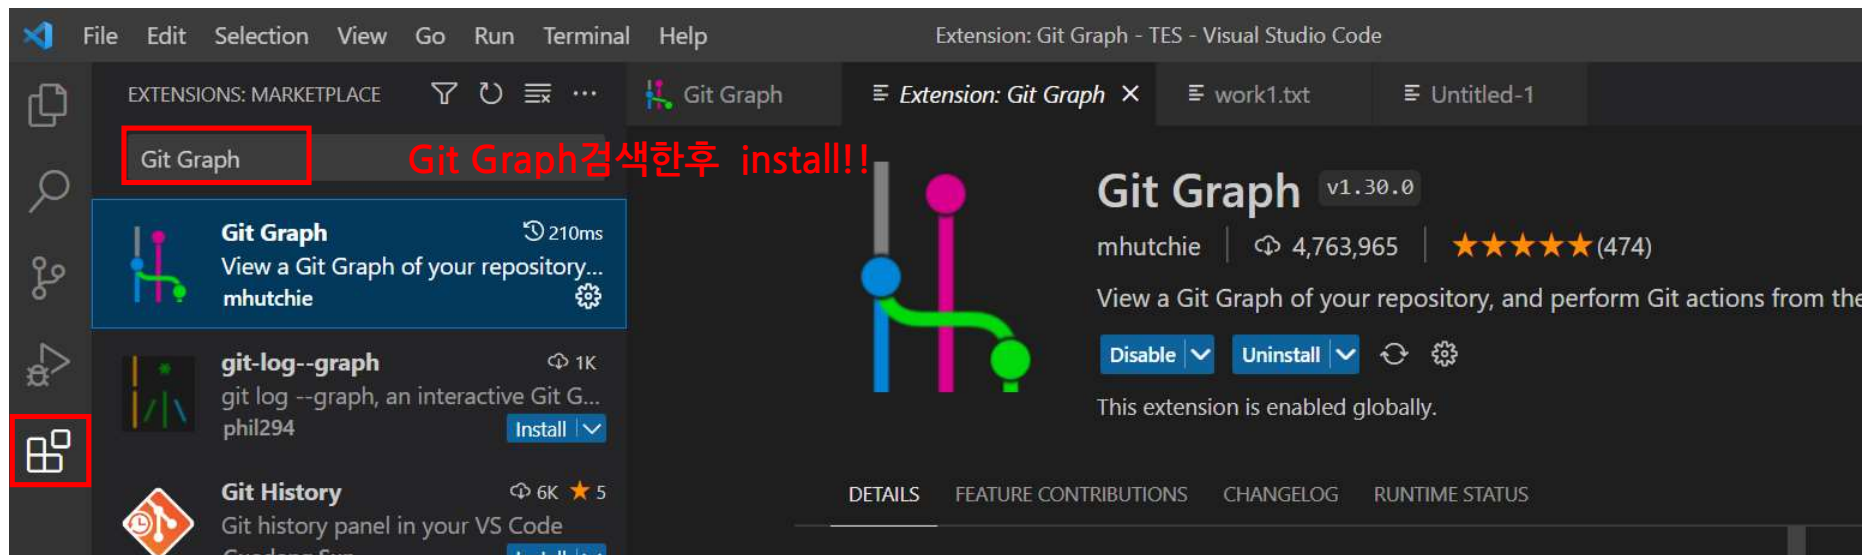 File Edit Selection View Go Run Terminal Help Extension: Git Graph - TES - Visual Studio Code
EXTENSIONS: MARKETPLACE
Git Graph Extension: Git Graph work1.txt Untitled-1
Git Graph
Git Graph검색한후 install!!
Git Graph 210ms
View a Git Graph of your repository...
mhutchie
git-log--graph 1K
git log --graph, an interactive Git G...
phil294 Install
Git History 6K ★ 5
Git history panel in your VS Code
Git Graph v1.30.0
mhutchie 4,763,965 ★★★★★ (474)
View a Git Graph of your repository, and perform Git actions from the
Disable Uninstall
This extension is enabled globally.
DETAILS FEATURE CONTRIBUTIONS CHANGELOG RUNTIME STATUS